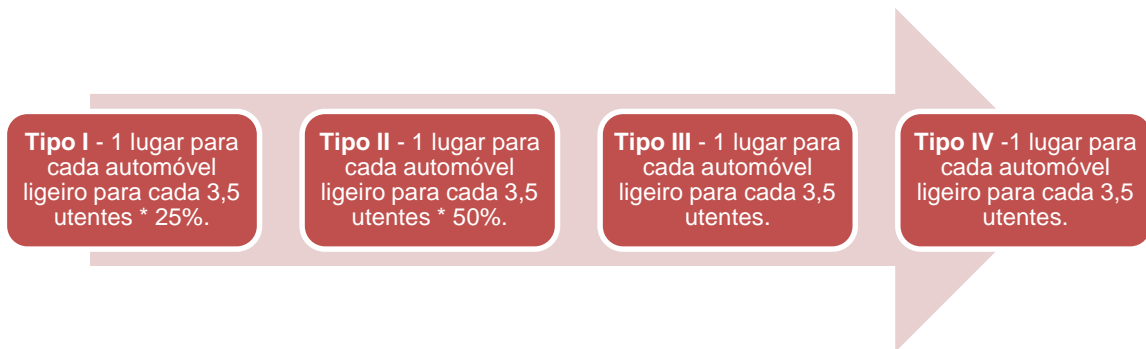 Tipo I - 1 lugar para
cada automóvel
ligeiro para cada 3,5
utentes * 25%.
Tipo II - 1 lugar para
cada automóvel
ligeiro para cada 3,5
utentes * 50%.
Tipo III - 1 lugar para
cada automóvel
ligeiro para cada 3,5
utentes.
Tipo IV -1 lugar para
cada automóvel
ligeiro para cada 3,5
utentes.